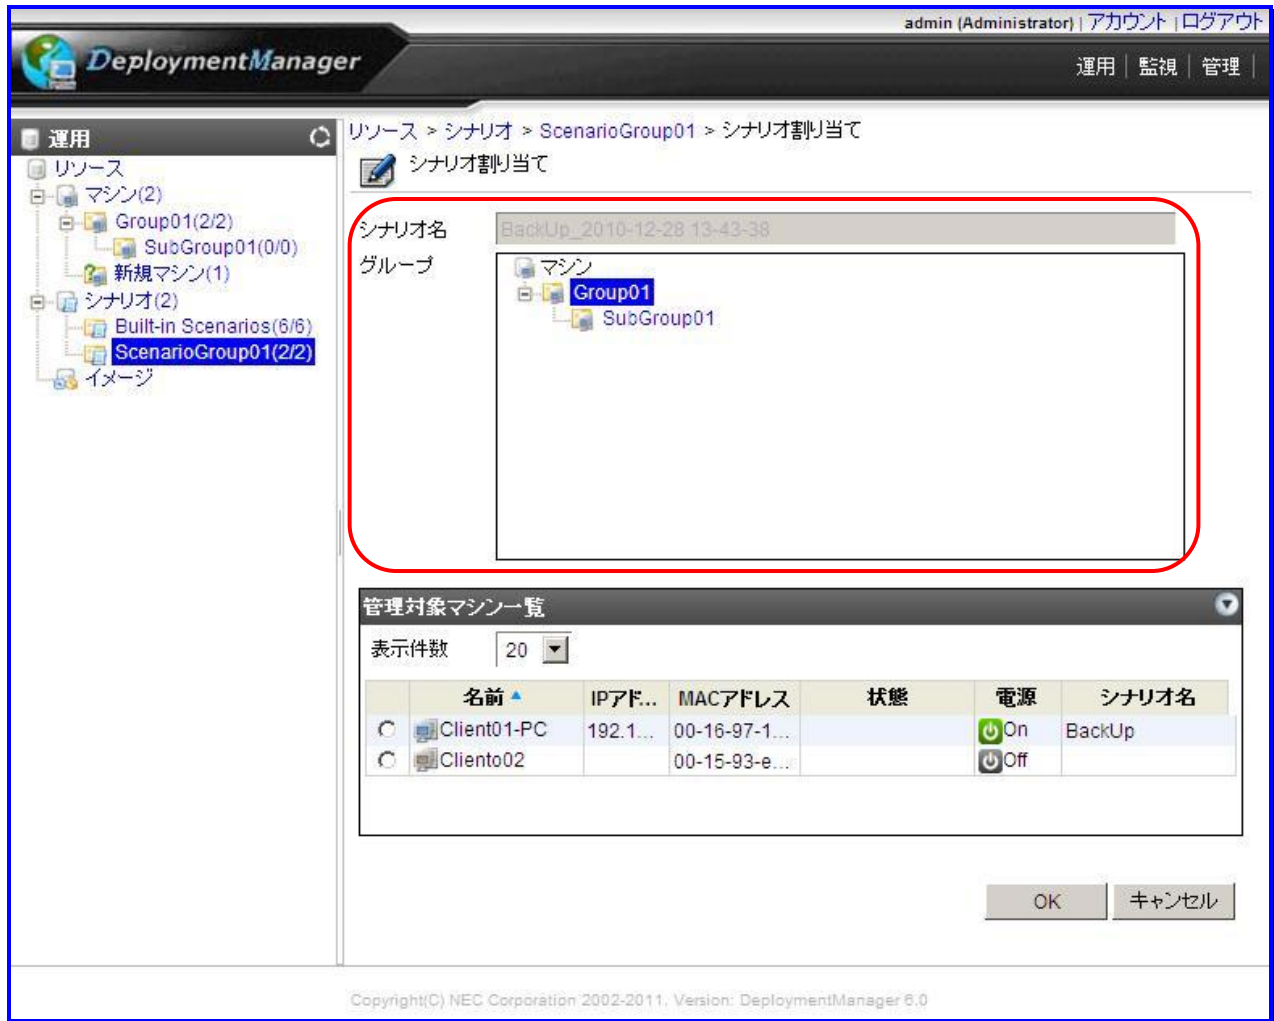 admin (Administrator) | アカウント | ログアウト
DeploymentManager
運用 | 監視 | 管理 |
運用
リソース
マシン(2)
Group01(2/2)
SubGroup01(0/0)
新規マシン(1)
シナリオ(2)
Built-in Scenarios(6/6)
ScenarioGroup01(2/2)
イメージ
リソース > シナリオ > ScenarioGroup01 > シナリオ割り当て
シナリオ割り当て
シナリオ名 BackUp_2010-12-28 13-43-38
グループ
マシン
Group01
SubGroup01
管理対象マシン一覧
表示件数 20
名前 IPアド... MACアドレス 状態 電源 シナリオ名
Client01-PC 192.1... 00-16-97-1... On BackUp
Cliento02 00-15-93-e... Off
OK キャンセル
Copyright(C) NEC Corporation 2002-2011. Version: DeploymentManager 6.0